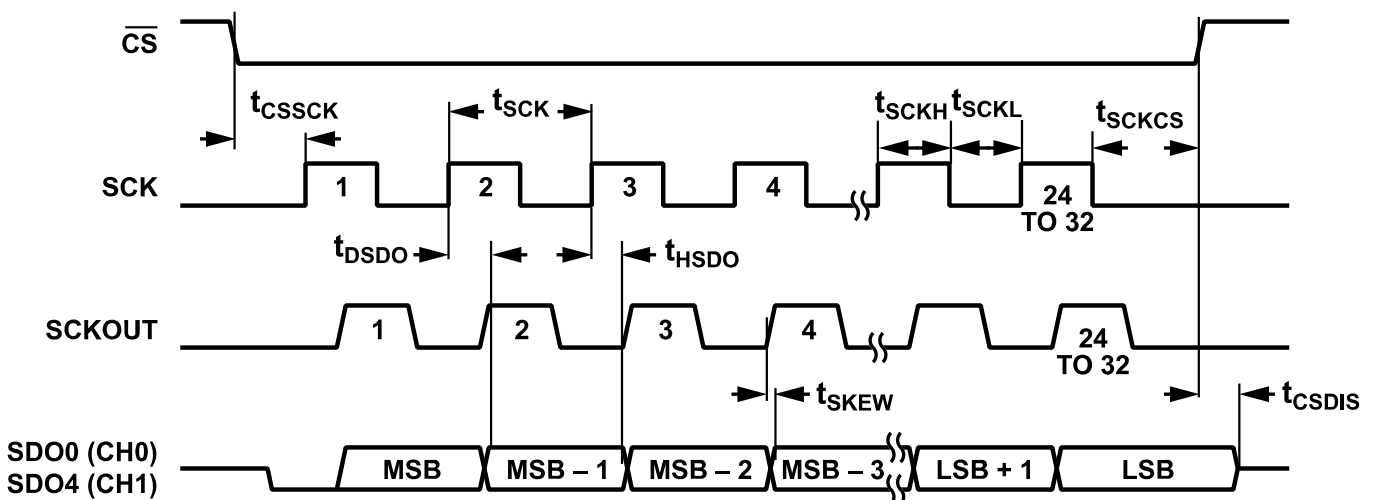 CS
tCSSCK
tSCK
tSCKH
tSCKL
tSCKCS
SCK
1
2
3
4
24
TO 32
tDSDO
tHSDO
SCKOUT
1
2
3
4
24
TO 32
tSKEW
tCSDIS
SDO0 (CH0)
SDO4 (CH1)
MSB
MSB – 1
MSB – 2
MSB – 3
LSB + 1
LSB